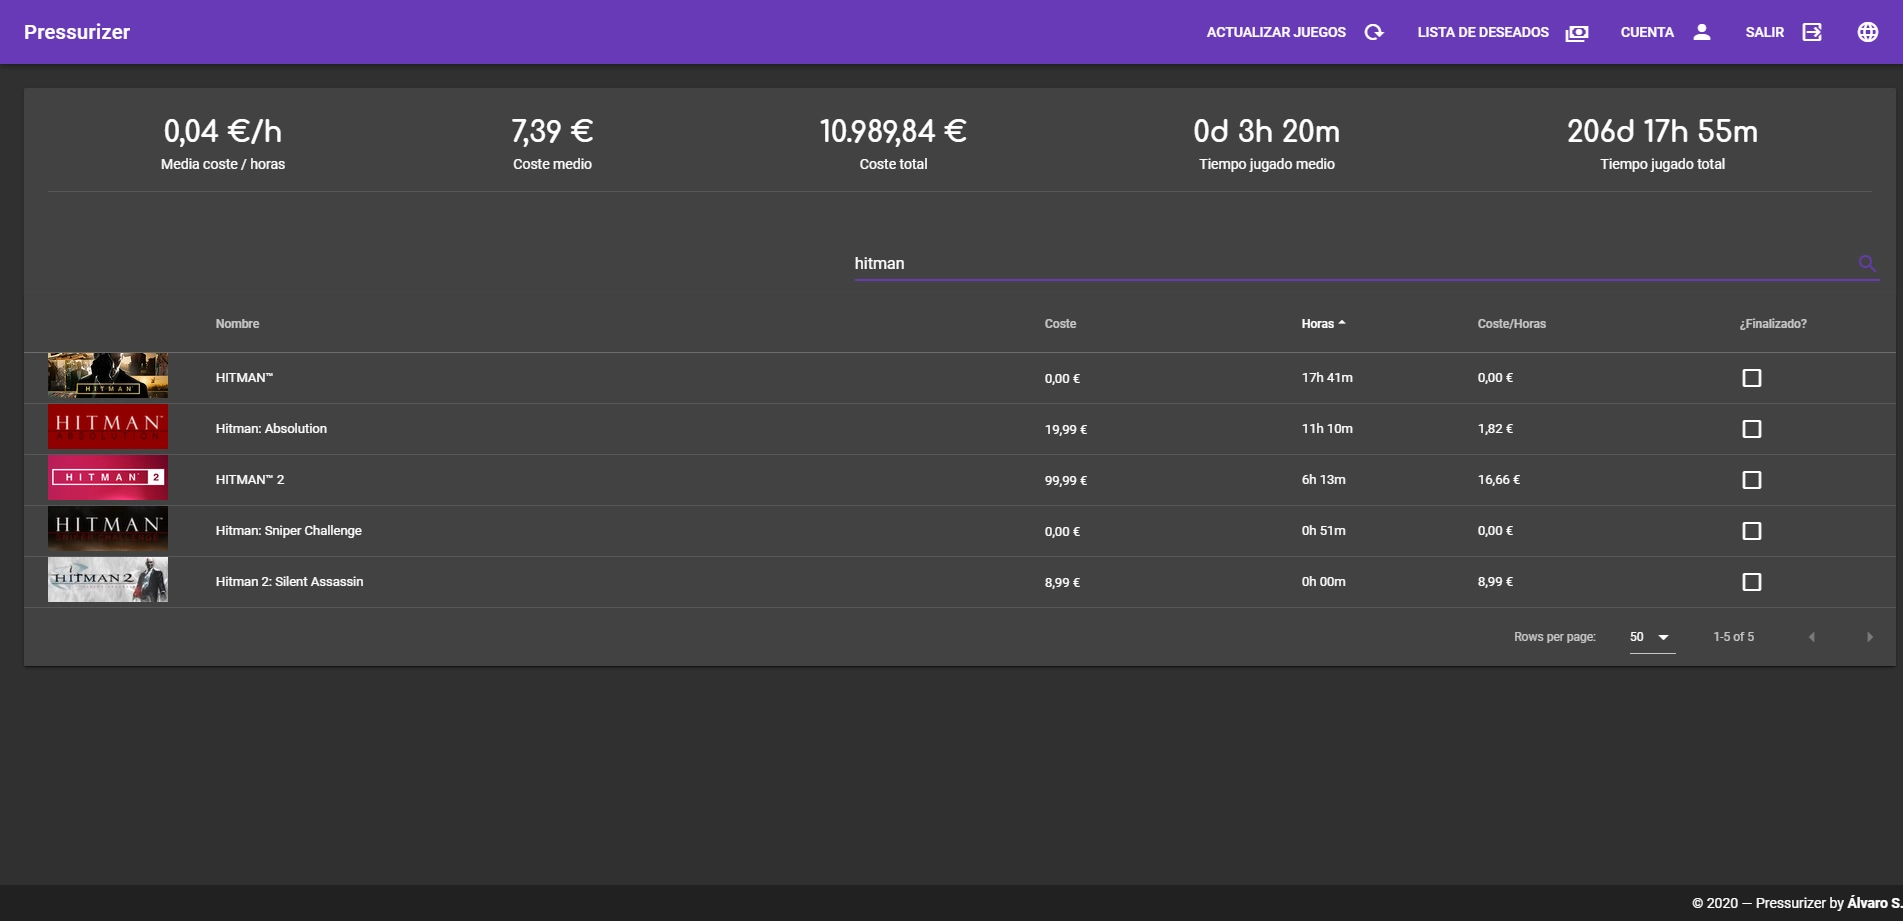 Pressurizer
ACTUALIZAR JUEGOS LISTA DE DESEADOS CUENTA SALIR
0,04 €/h 7,39 € 10.989,84 € 0d 3h 20m 206d 17h 55m
Media coste / horas Coste medio Coste total Tiempo jugado medio Tiempo jugado total
hitman
Nombre Coste Horas Coste/Horas ¿Finalizado?
HITMAN
HITMAN™ 0,00 € 17h 41m 0,00 €
HITMAN™
ABSOLUTION
Hitman: Absolution 19,99 € 11h 10m 1,82 €
HITMAN 2
HITMAN™ 2 99,99 € 6h 13m 16,66 €
HITMAN™
SNIPER CHALLENGE
Hitman: Sniper Challenge 0,00 € 0h 51m 0,00 €
HITMAN 2
Hitman 2: Silent Assassin 8,99 € 0h 00m 8,99 €
Rows per page: 50 1-5 of 5
© 2020 — Pressurizer by Álvaro S.